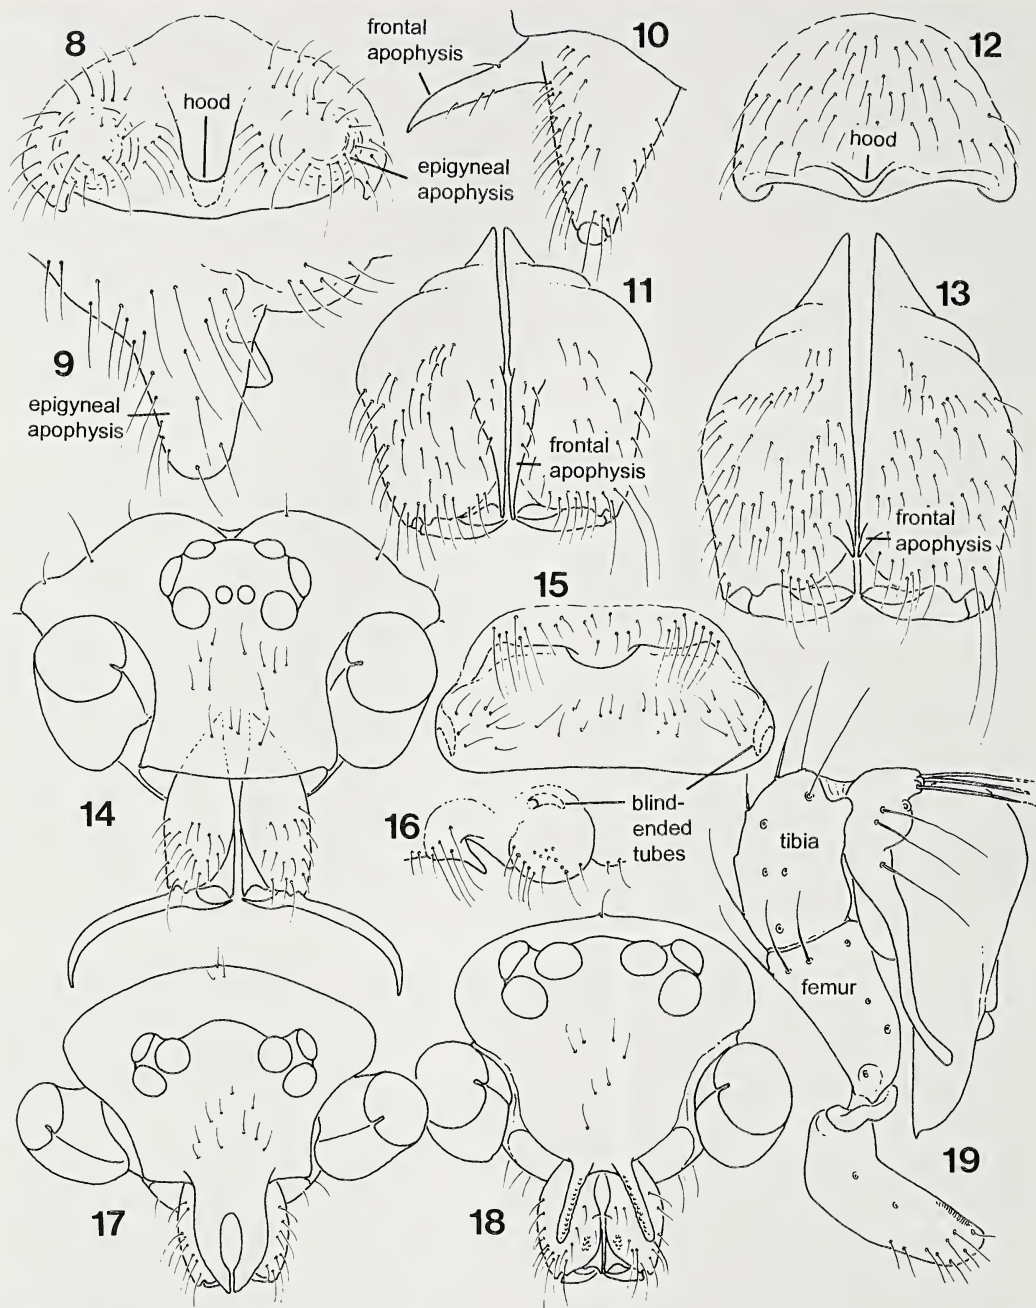 8
hood
epigyneal
apophysis
frontal
apophysis
10
12
hood
9
epigyneal
apophysis
11
frontal
apophysis
13
frontal
apophysis
14
15
16
blind-
ended
tubes
tibia
femur
17
18
19